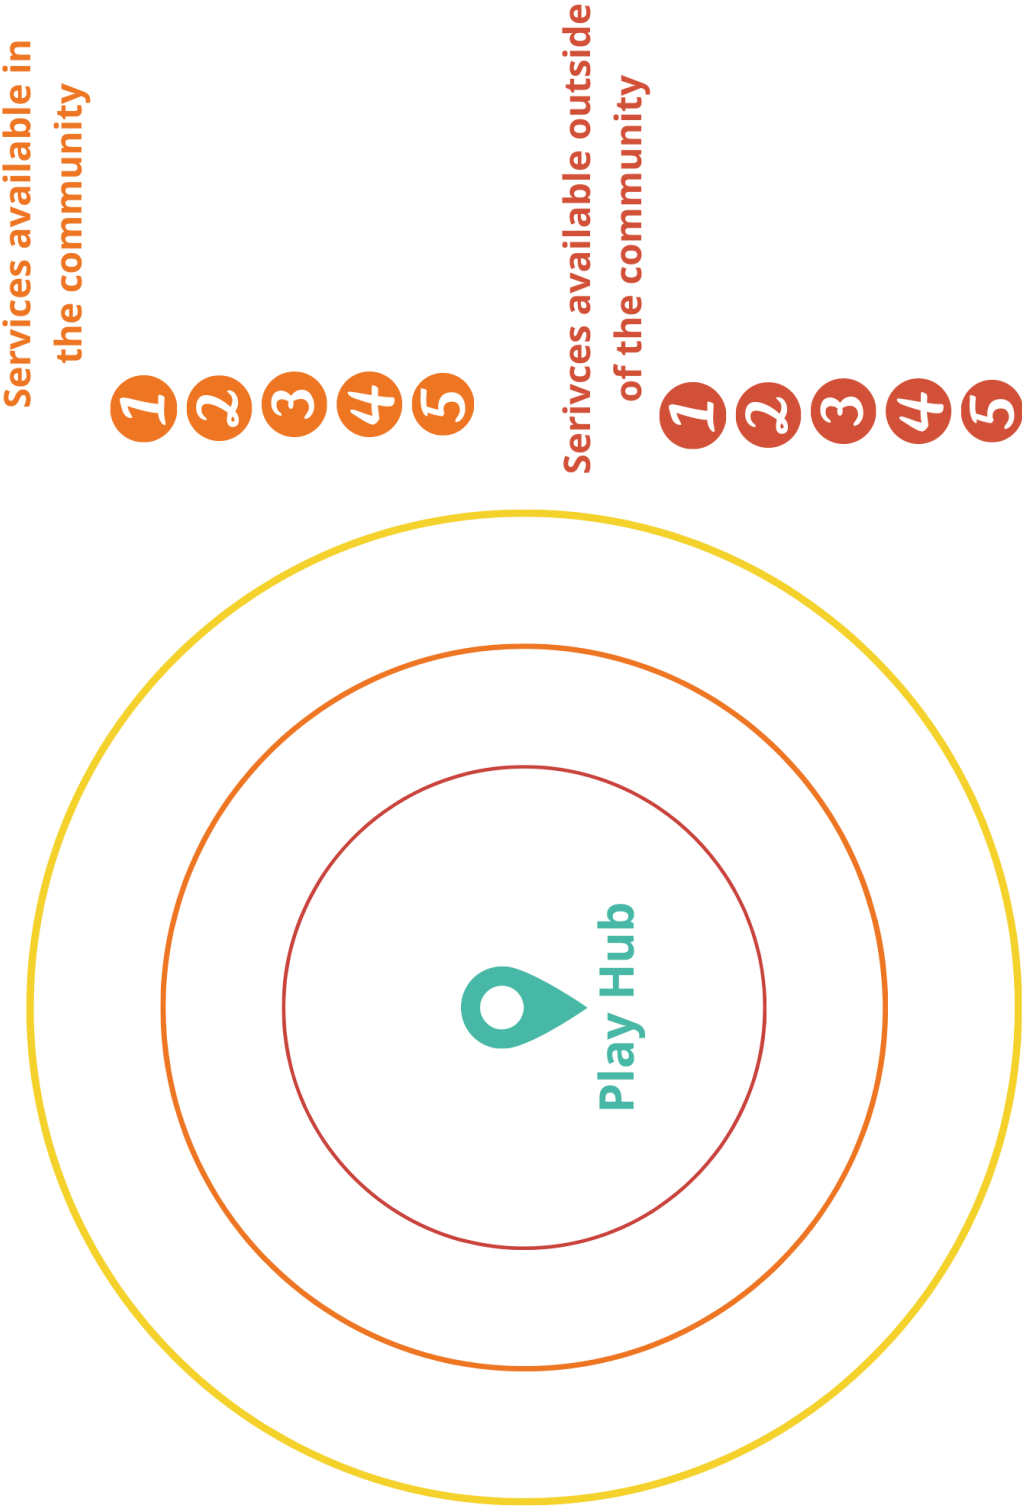 Services available in
the community
1
2
3
4
5
Serivces available outside
of the community
1
2
3
4
5
Play Hub